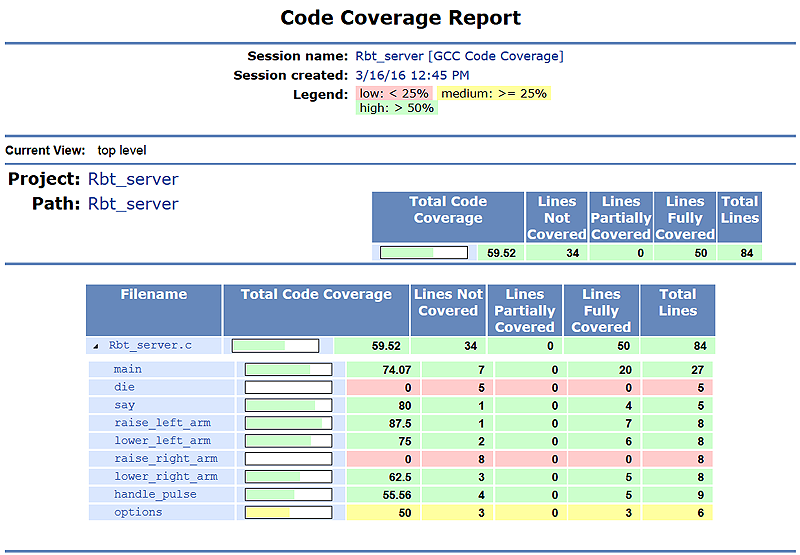 Code Coverage Report
Session name: Rbt_server [GCC Code Coverage]
Session created: 3/16/16 12:45 PM
Legend: low: < 25% medium: >= 25%
high: > 50%
Current View: top level
Project: Rbt_server
Path: Rbt_server
Total Code Lines Lines Lines Total
Coverage Not Partially Fully Lines
Covered Covered Covered
59.52 34 0 50 84
Filename Total Code Coverage Lines Not Lines Lines Total
Covered Partially Fully Lines
Covered Covered
Rbt_server.c 59.52 34 0 50 84
main 74.07 7 0 20 27
die 0 5 0 0 5
say 80 1 0 4 5
raise_left_arm 87.5 1 0 7 8
lower_left_arm 75 2 0 6 8
raise_right_arm 0 8 0 0 8
lower_right_arm 62.5 3 0 5 8
handle_pulse 55.56 4 0 5 9
options 50 3 0 3 6